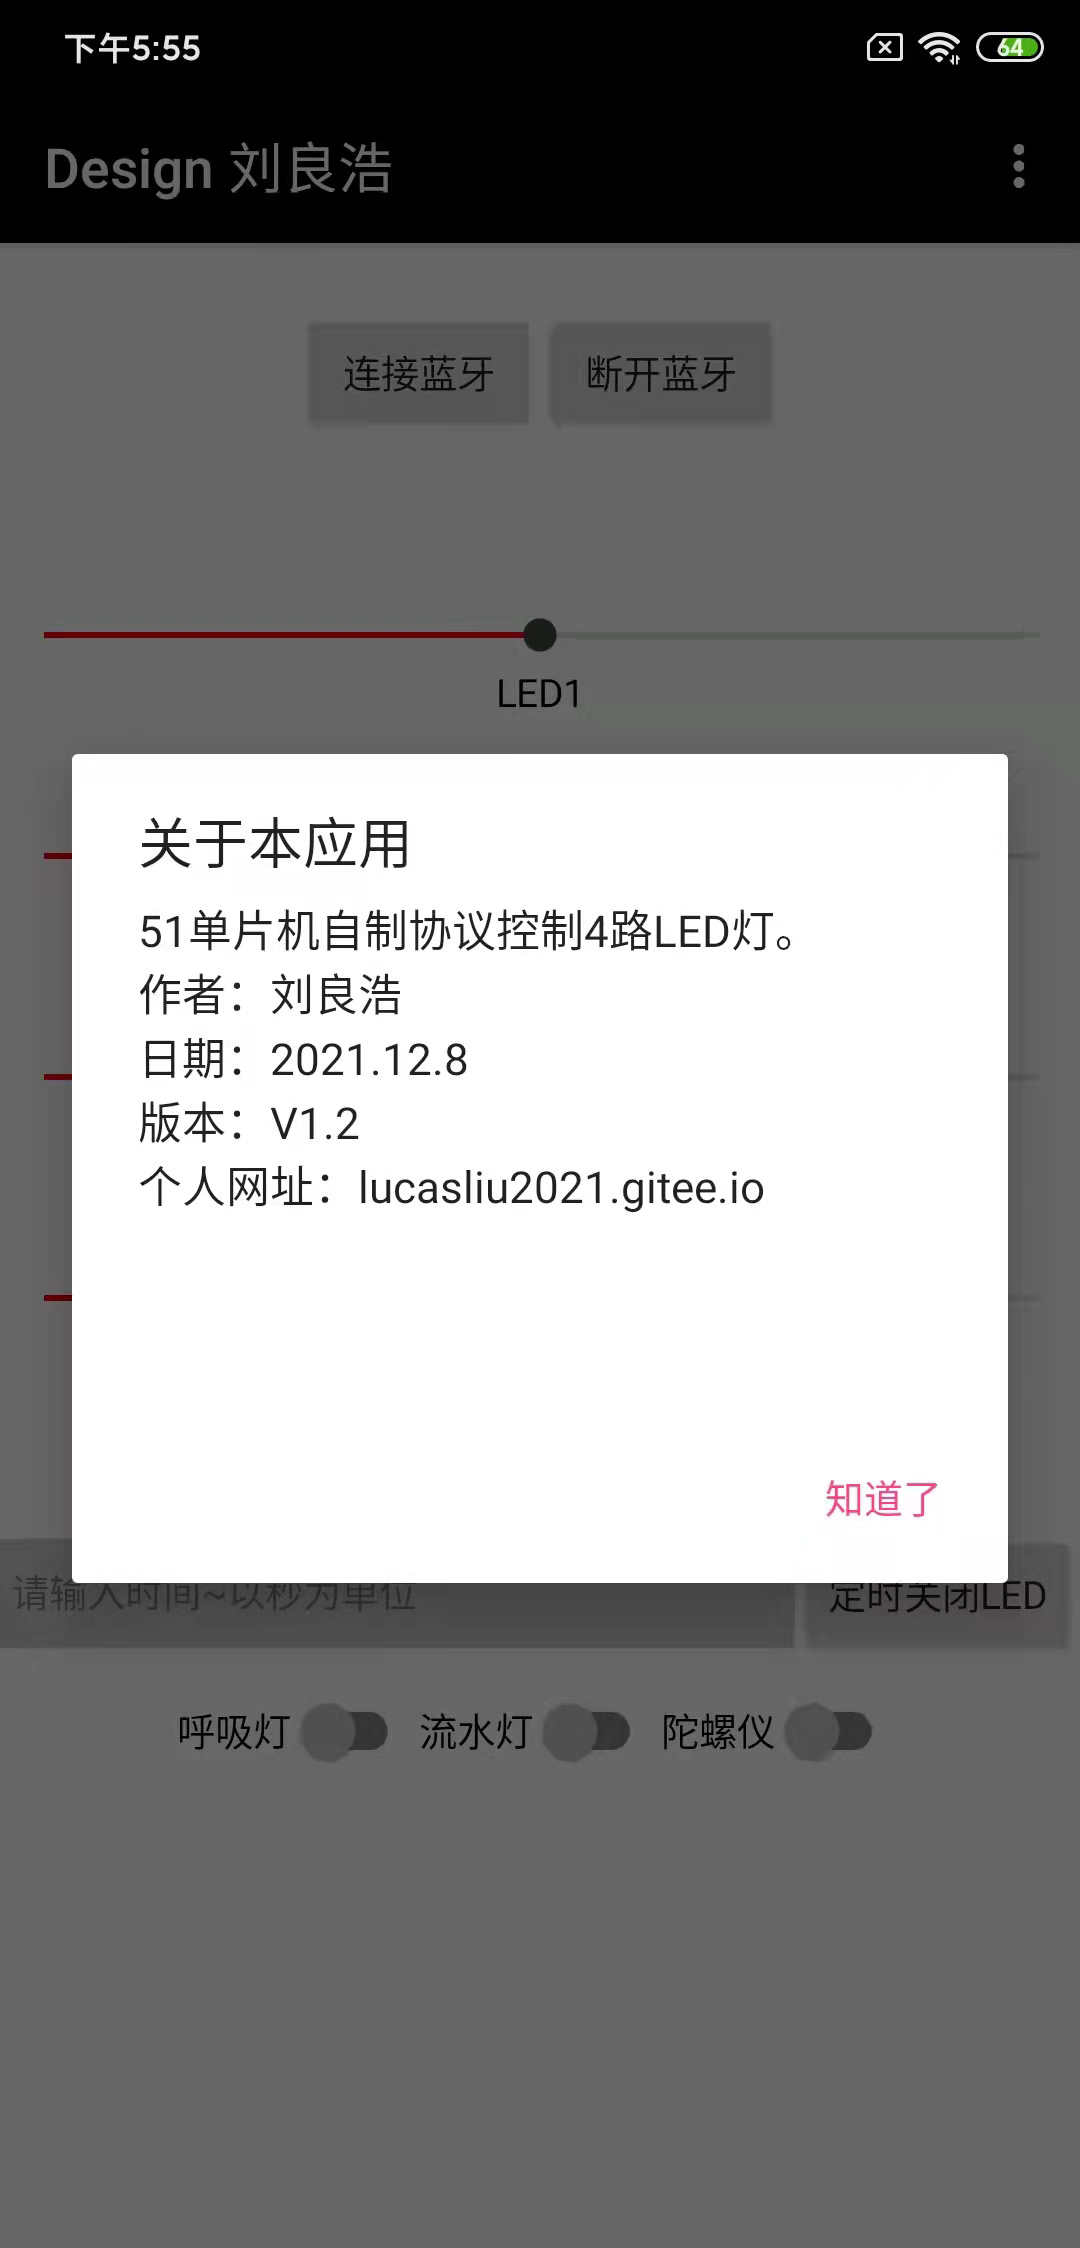 下午5:55
64
Design 刘良浩
连接蓝牙 断开蓝牙
LED1
关于本应用
51单片机自制协议控制4路LED灯。
作者：刘良浩
日期：2021.12.8
版本：V1.2
个人网址：lucasliu2021.gitee.io
知道了
请输入时间~以秒为单位 定时关闭LED
呼吸灯 流水灯 陀螺仪